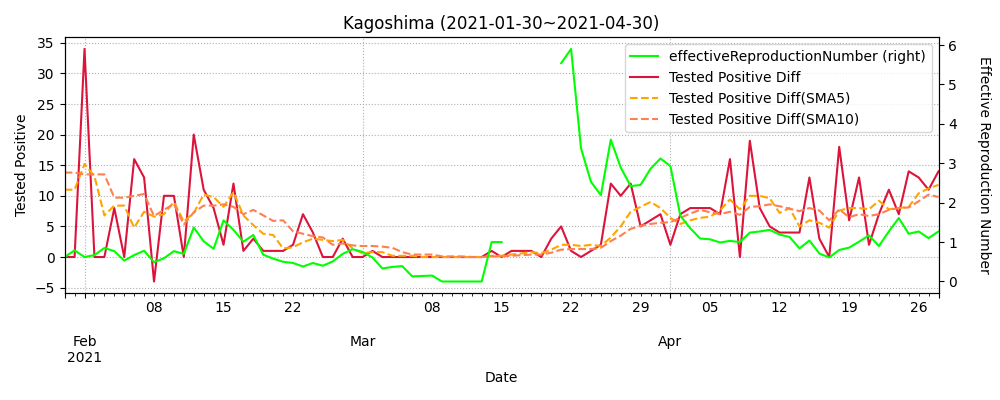 Kagoshima (2021-01-30~2021-04-30)
effectiveReproductionNumber (right)
Tested Positive Diff
Tested Positive Diff(SMA5)
Tested Positive Diff(SMA10)
Tested Positive
35
30
25
20
15
10
5
0
−5
Effective Reproduction Number
6
5
4
3
2
1
0
08 15 22 08 15 22 29 05 12 19 26
Feb Mar Apr
2021
Date